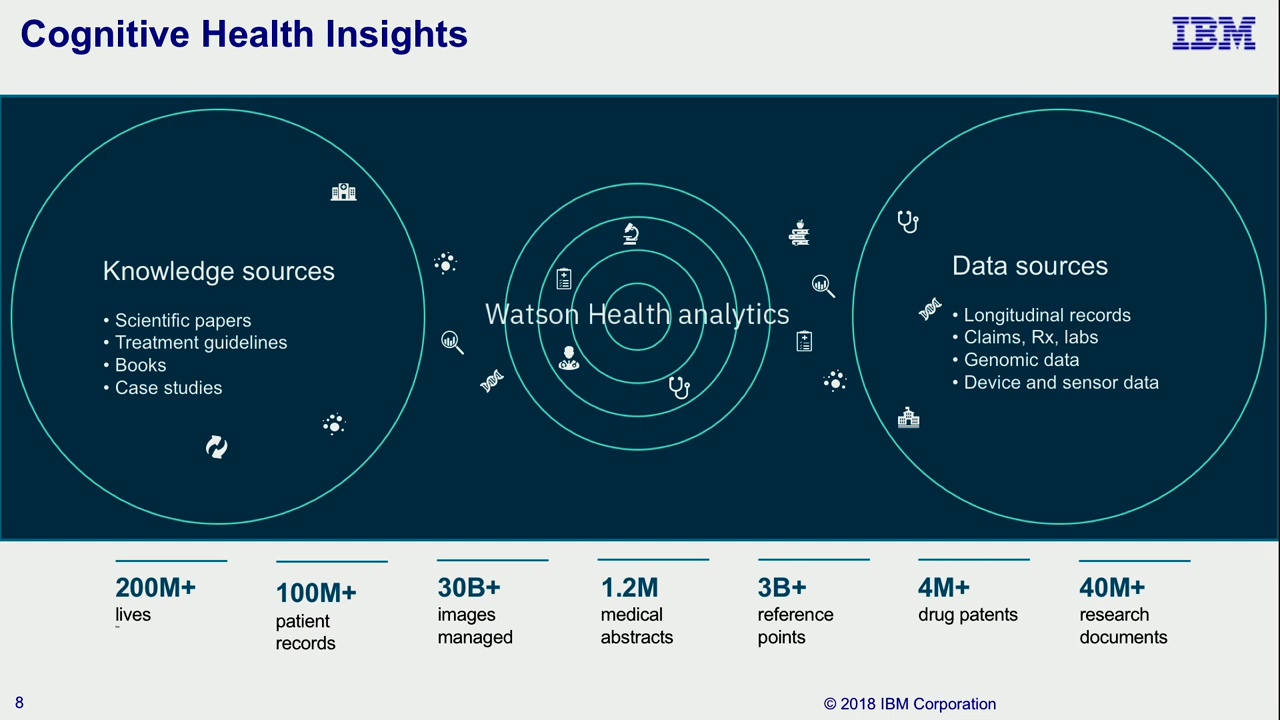 Cognitive Health Insights
IBM
Knowledge sources
• Scientific papers
• Treatment guidelines
• Books
• Case studies
Watson Health analytics
Data sources
• Longitudinal records
• Claims, Rx, labs
• Genomic data
• Device and sensor data
200M+
lives
100M+
patient
records
30B+
images
managed
1.2M
medical
abstracts
3B+
reference
points
4M+
drug patents
40M+
research
documents
8
© 2018 IBM Corporation